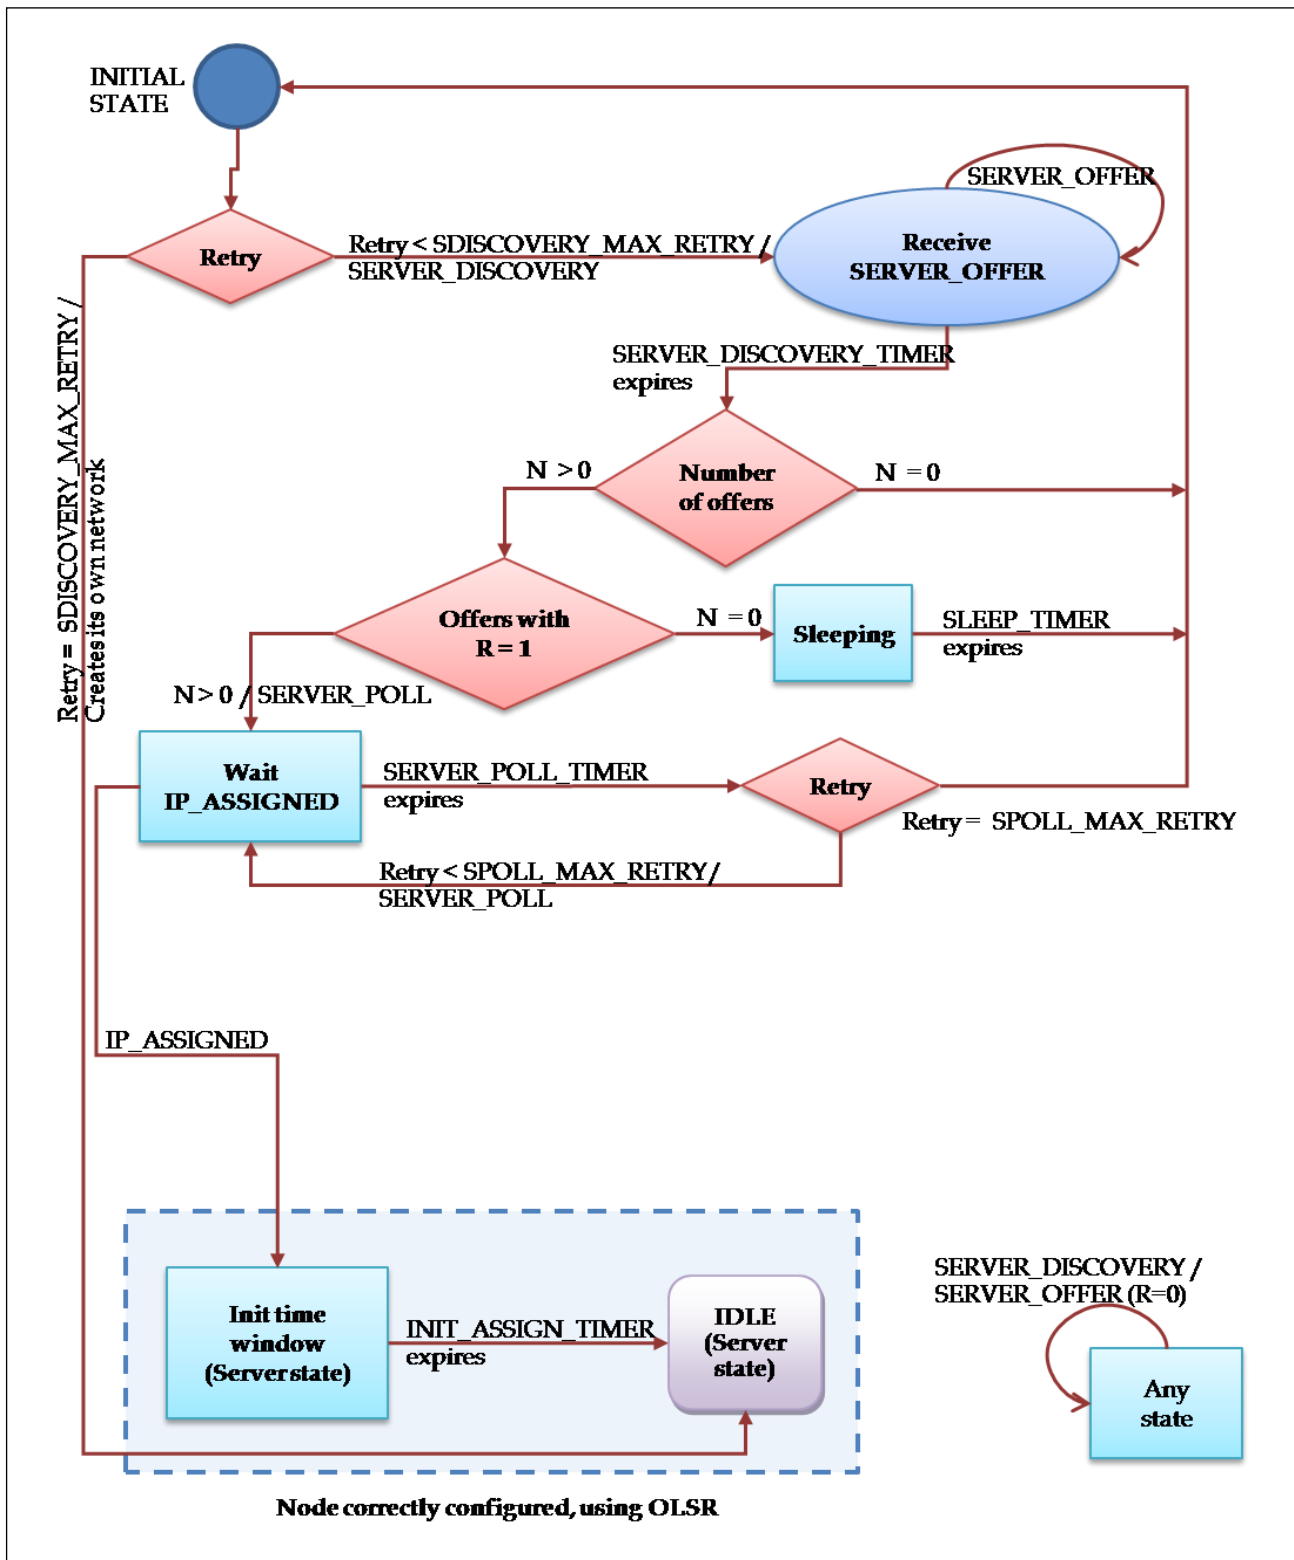 INITIAL
STATE
SERVER_OFFER
Retry
Retry < SDISCOVERY_MAX_RETRY /
SERVER_DISCOVERY
Receive
SERVER_OFFER
Retry = SDISCOVERY_MAX_RETRY /
Creates its own network
SERVER_DISCOVERY_TIMER
expires
N > 0
Number
of offers
N = 0
Offers with
R = 1
N = 0
Sleeping
SLEEP_TIMER
expires
N > 0 / SERVER_POLL
Wait
IP_ASSIGNED
SERVER_POLL_TIMER
expires
Retry
Retry = SPOLL_MAX_RETRY
Retry < SPOLL_MAX_RETRY/
SERVER_POLL
IP_ASSIGNED
Init time
window
(Server state)
INIT_ASSIGN_TIMER
expires
IDLE
(Server
state)
SERVER_DISCOVERY /
SERVER_OFFER (R=0)
Any
state
Node correctly configured, using OLSR